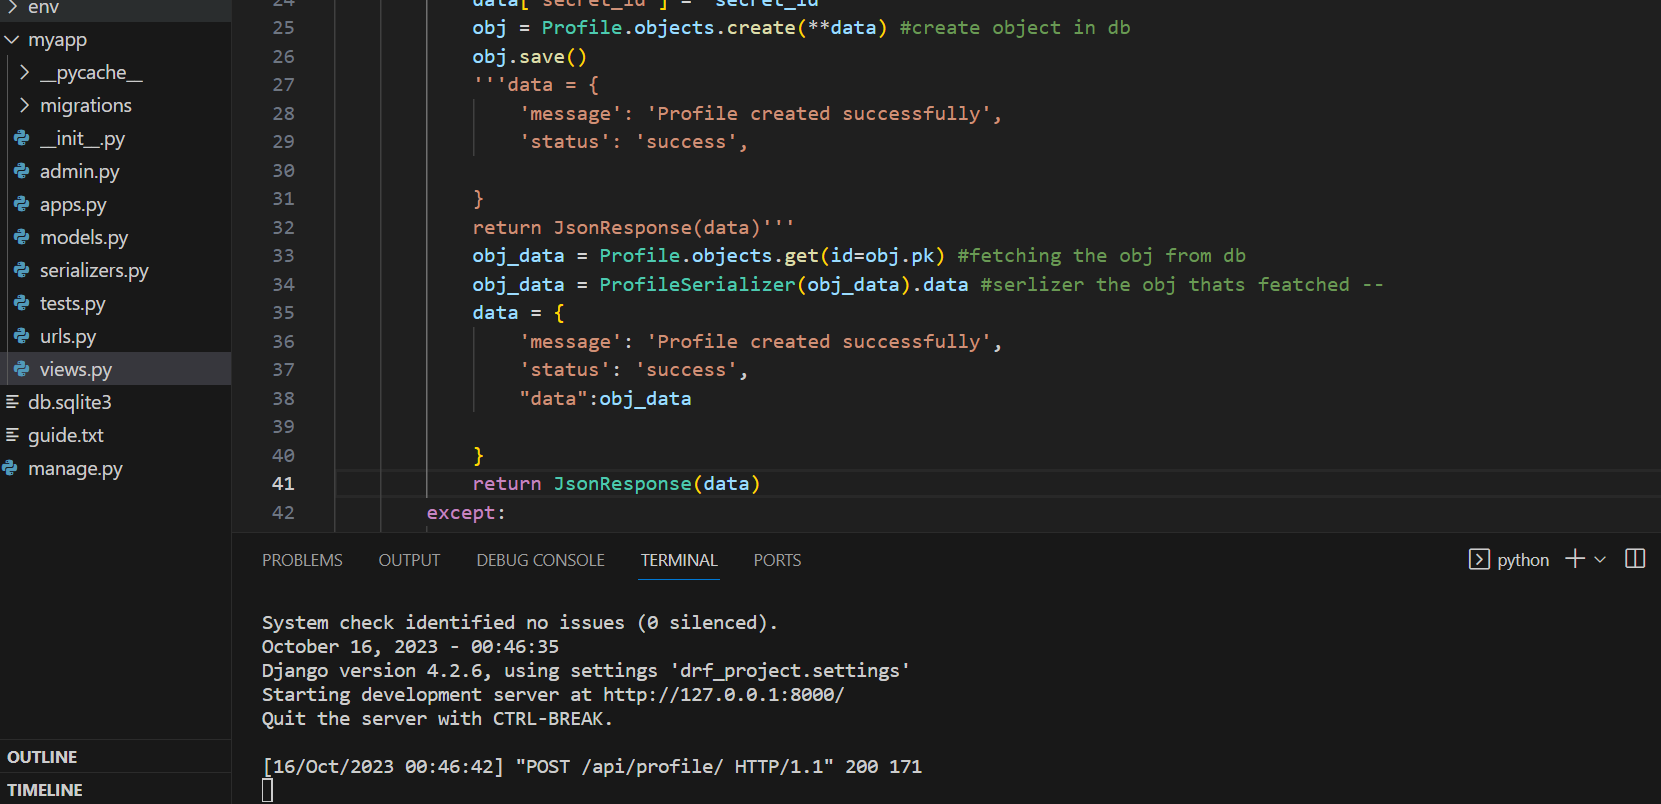 env
myapp
__pycache__
migrations
__init__.py
admin.py
apps.py
models.py
serializers.py
tests.py
urls.py
views.py
db.sqlite3
guide.txt
manage.py
OUTLINE
TIMELINE
24 data["secret_id"] = "secret_id"
25 obj = Profile.objects.create(**data) #create object in db
26 obj.save()
27 '''data = {
28 'message': 'Profile created successfully',
29 'status': 'success',
30
31 }
32 return JsonResponse(data)'''
33 obj_data = Profile.objects.get(id=obj.pk) #fetching the obj from db
34 obj_data = ProfileSerializer(obj_data).data #serlizer the obj thats featched --
35 data = {
36 'message': 'Profile created successfully',
37 'status': 'success',
38 "data":obj_data
39
40 }
41 return JsonResponse(data)
42 except:
PROBLEMS OUTPUT DEBUG CONSOLE TERMINAL PORTS
python
System check identified no issues (0 silenced).
October 16, 2023 - 00:46:35
Django version 4.2.6, using settings 'drf_project.settings'
Starting development server at http://127.0.0.1:8000/
Quit the server with CTRL-BREAK.
[16/Oct/2023 00:46:42] "POST /api/profile/ HTTP/1.1" 200 171